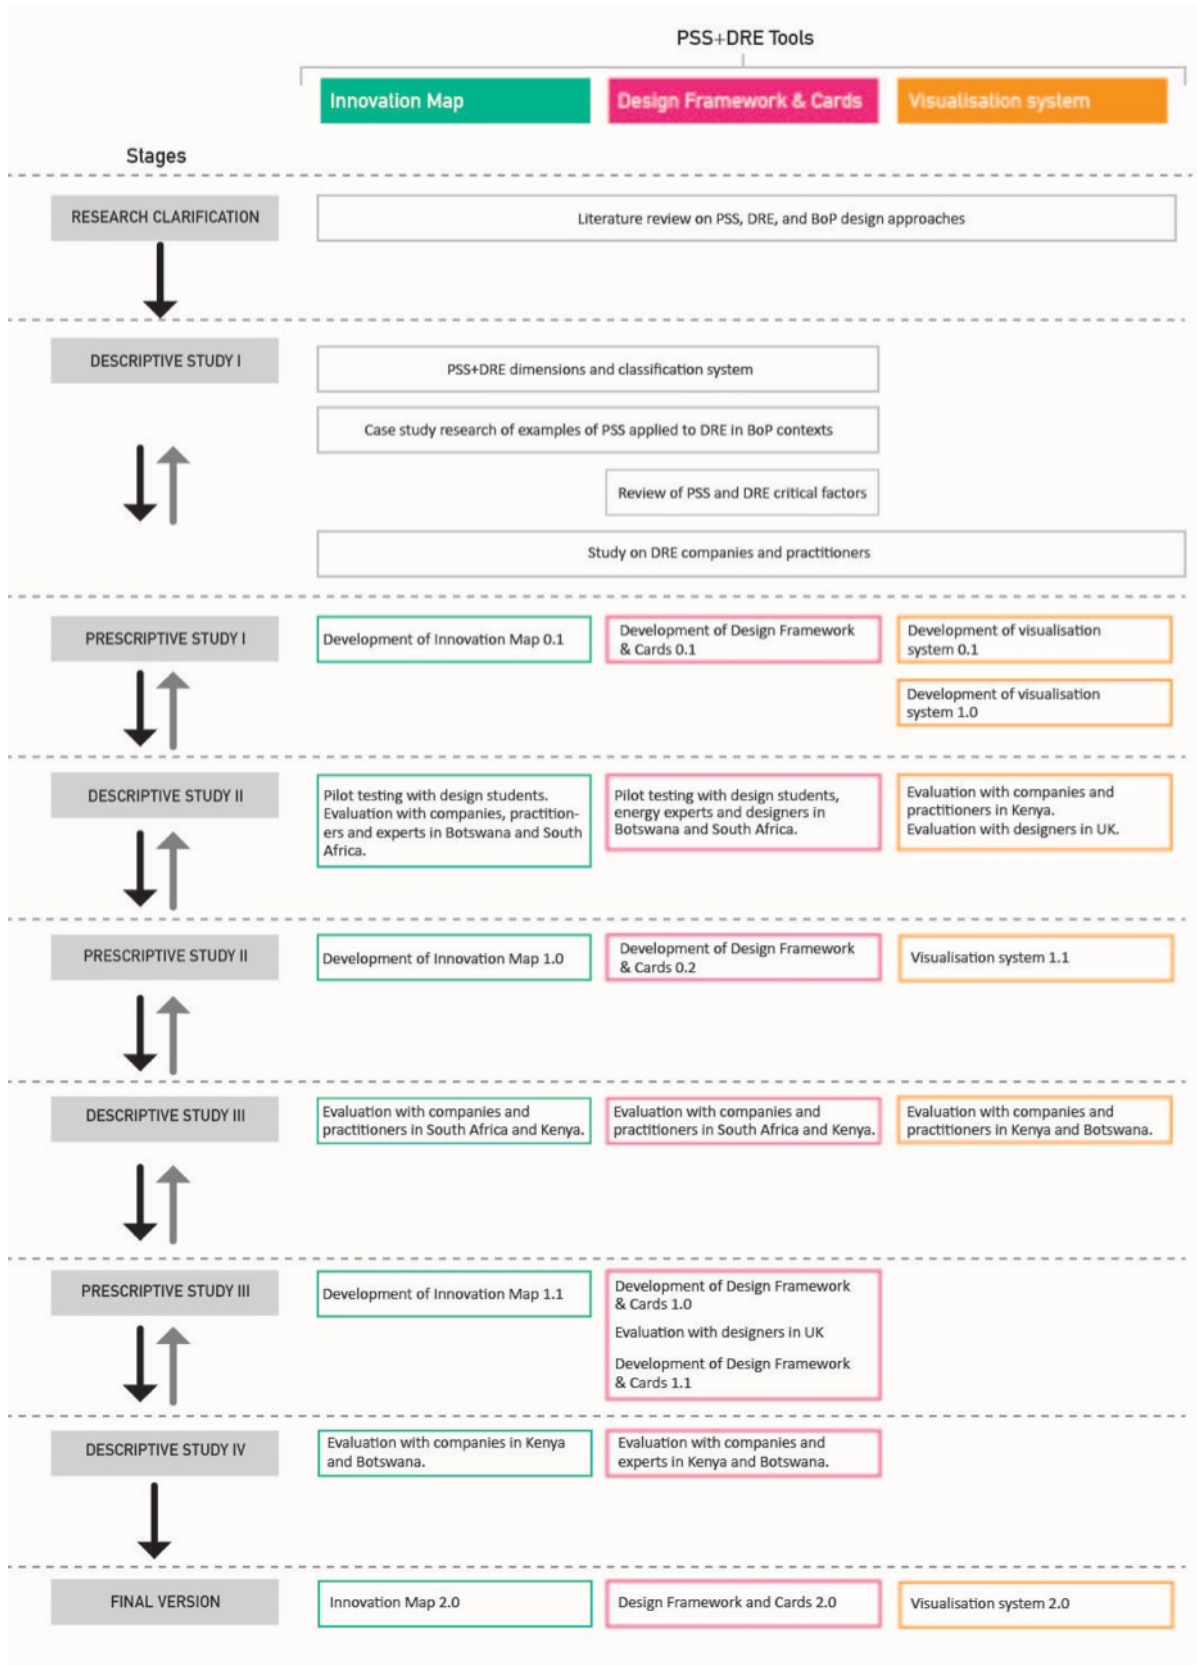 PSS+DRE Tools
Innovation Map
Design Framework & Cards
Visualisation system
Stages
RESEARCH CLARIFICATION
Literature review on PSS, DRE, and BoP design approaches
DESCRIPTIVE STUDY I
PSS+DRE dimensions and classification system
Case study research of examples of PSS applied to DRE in BoP contexts
Review of PSS and DRE critical factors
Study on DRE companies and practitioners
PRESCRIPTIVE STUDY I
Development of Innovation Map 0.1
Development of Design Framework
& Cards 0.1
Development of visualisation
system 0.1
Development of visualisation
system 1.0
DESCRIPTIVE STUDY II
Pilot testing with design students.
Evaluation with companies, practition-
ers and experts in Botswana and South
Africa.
Pilot testing with design students,
energy experts and designers in
Botswana and South Africa.
Evaluation with companies and
practitioners in Kenya.
Evaluation with designers in UK.
PRESCRIPTIVE STUDY II
Development of Innovation Map 1.0
Development of Design Framework
& Cards 0.2
Visualisation system 1.1
DESCRIPTIVE STUDY III
Evaluation with companies and
practitioners in South Africa and Kenya.
Evaluation with companies and
practitioners in South Africa and Kenya.
Evaluation with companies and
practitioners in Kenya and Botswana.
PRESCRIPTIVE STUDY III
Development of Innovation Map 1.1
Development of Design Framework
& Cards 1.0
Evaluation with designers in UK
Development of Design Framework
& Cards 1.1
DESCRIPTIVE STUDY IV
Evaluation with companies in Kenya
and Botswana.
Evaluation with companies and
experts in Kenya and Botswana.
FINAL VERSION
Innovation Map 2.0
Design Framework and Cards 2.0
Visualisation system 2.0